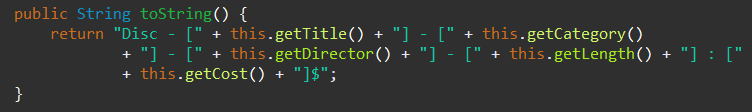 public String toString() {
    return "Disc - [" + this.getTitle() + "] - [" + this.getCategory()
            + "] - [" + this.getDirector() + "] - [" + this.getLength() + "] : ["
            + this.getCost() + "]$";
}